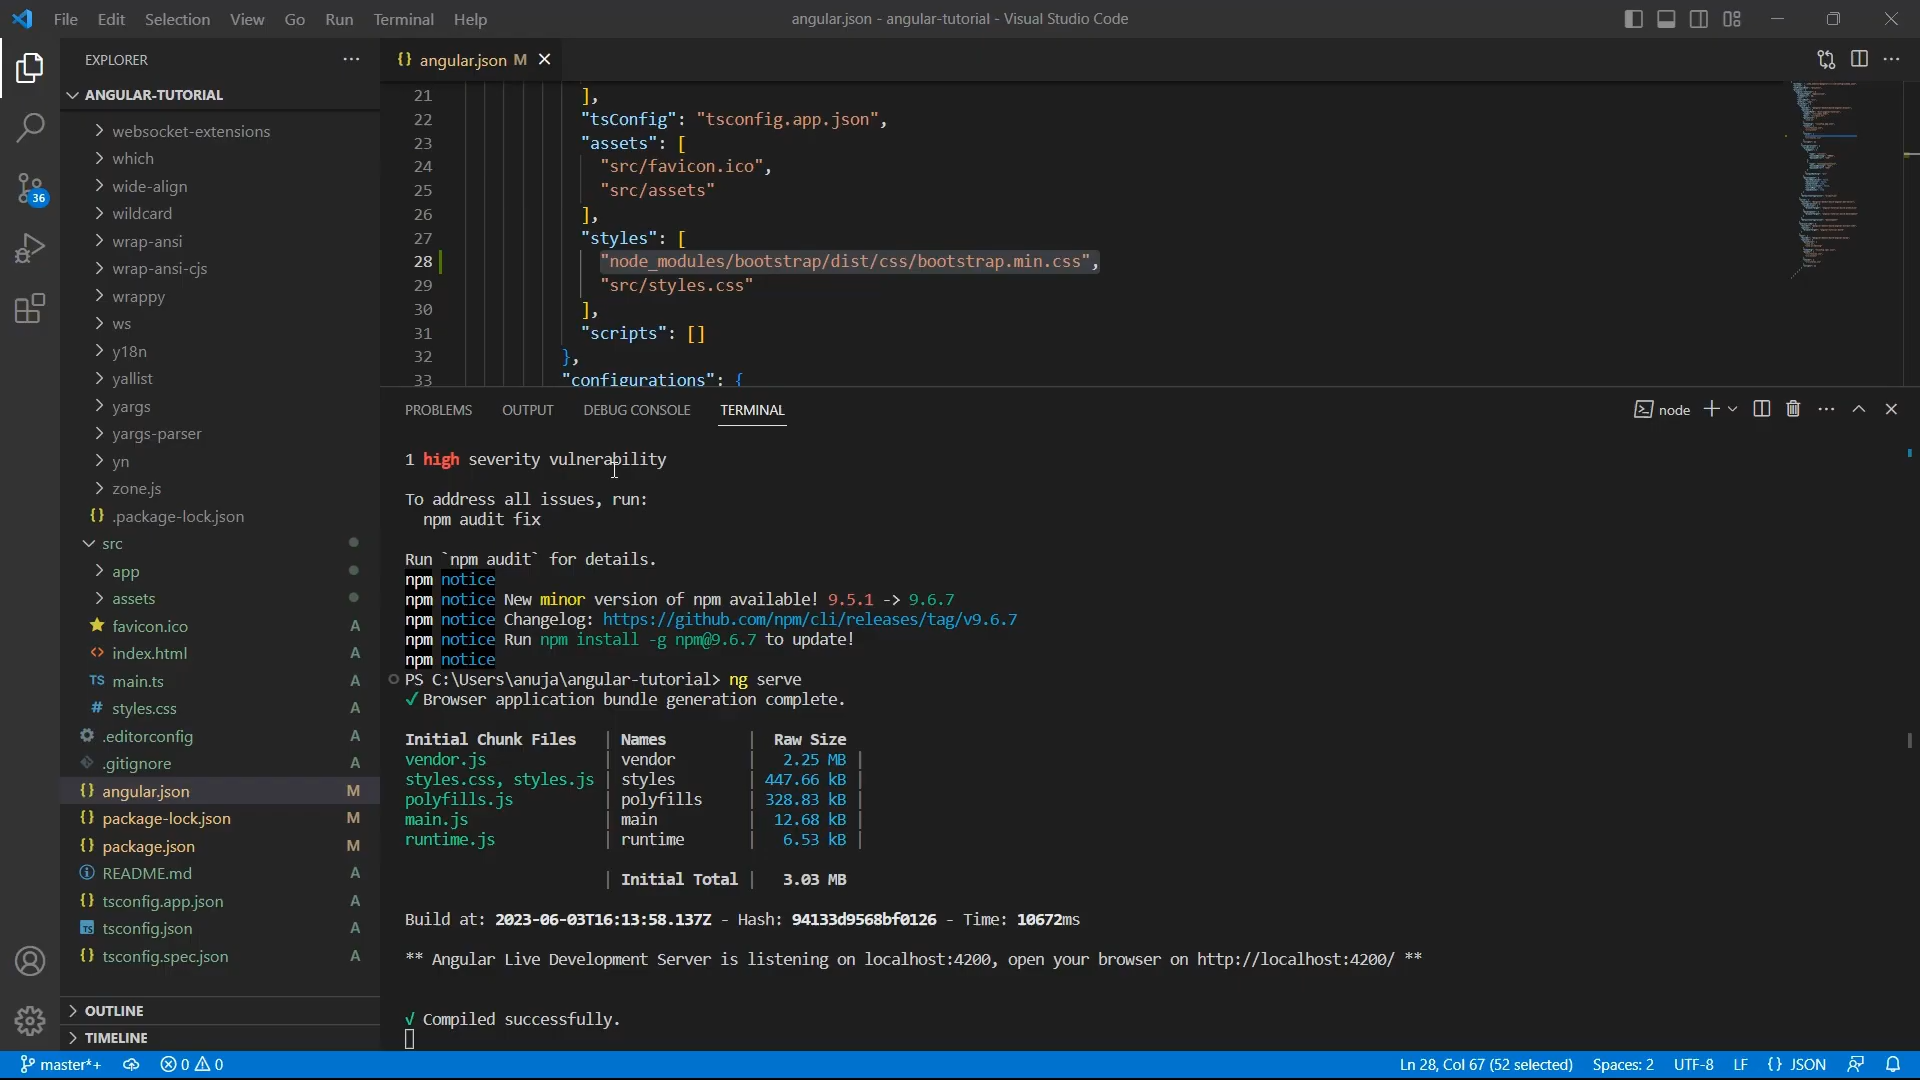 File Edit Selection View Go Run Terminal Help
angular.json - angular-tutorial - Visual Studio Code
EXPLORER
ANGULAR-TUTORIAL
websocket-extensions
which
wide-align
wildcard
wrap-ansi
wrap-ansi-cjs
wrappy
ws
y18n
yallist
yargs
yargs-parser
yn
zone.js
{} .package-lock.json
src
app
assets
favicon.ico A
<> index.html A
TS main.ts A
# styles.css A
.editorconfig A
.gitignore A
{} angular.json M
{} package-lock.json M
{} package.json M
README.md A
{} tsconfig.app.json A
TS tsconfig.json A
{} tsconfig.spec.json A
OUTLINE
TIMELINE
36
{} angular.json M
21 ],
22 "tsConfig": "tsconfig.app.json",
23 "assets": [
24 "src/favicon.ico",
25 "src/assets"
26 ],
27 "styles": [
28 "node_modules/bootstrap/dist/css/bootstrap.min.css",
29 "src/styles.css"
30 ],
31 "scripts": []
32 },
33 "configurations": {
PROBLEMS OUTPUT DEBUG CONSOLE TERMINAL
node
1 high severity vulnerability
To address all issues, run:
npm audit fix
Run `npm audit` for details.
npm notice
npm notice New minor version of npm available! 9.5.1 -> 9.6.7
npm notice Changelog: https://github.com/npm/cli/releases/tag/v9.6.7
npm notice Run npm install -g npm@9.6.7 to update!
npm notice
PS C:\Users\anuja\angular-tutorial> ng serve
√ Browser application bundle generation complete.
Initial Chunk Files | Names | Raw Size
vendor.js | vendor | 2.25 MB |
styles.css, styles.js | styles | 447.66 kB |
polyfills.js | polyfills | 328.83 kB |
main.js | main | 12.68 kB |
runtime.js | runtime | 6.53 kB |
| Initial Total | 3.03 MB
Build at: 2023-06-03T16:13:58.137Z - Hash: 94133d9568bf0126 - Time: 10672ms
** Angular Live Development Server is listening on localhost:4200, open your browser on http://localhost:4200/ **
√ Compiled successfully.
master*+ 0 0
Ln 28, Col 67 (52 selected) Spaces: 2 UTF-8 LF {} JSON